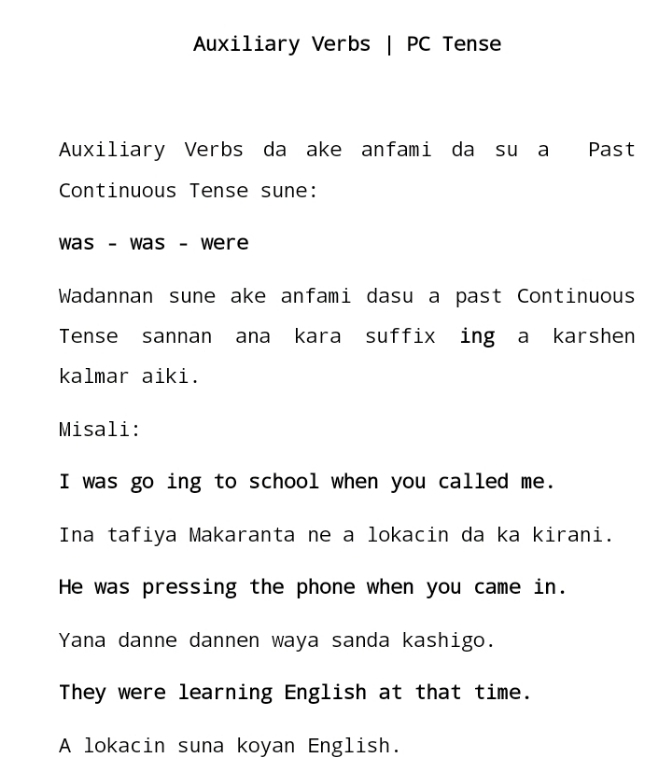 Auxiliary Verbs | PC Tense
Auxiliary Verbs da ake anfami da su a Past
Continuous Tense sune:
was - was - were
Wadannan sune ake anfami dasu a past Continuous
Tense sannan ana kara suffix ing a karshen
kalmar aiki.
Misali:
I was go ing to school when you called me.
Ina tafiya Makaranta ne a lokacin da ka kirani.
He was pressing the phone when you came in.
Yana danne dannen waya sanda kashigo.
They were learning English at that time.
A lokacin suna koyan English.